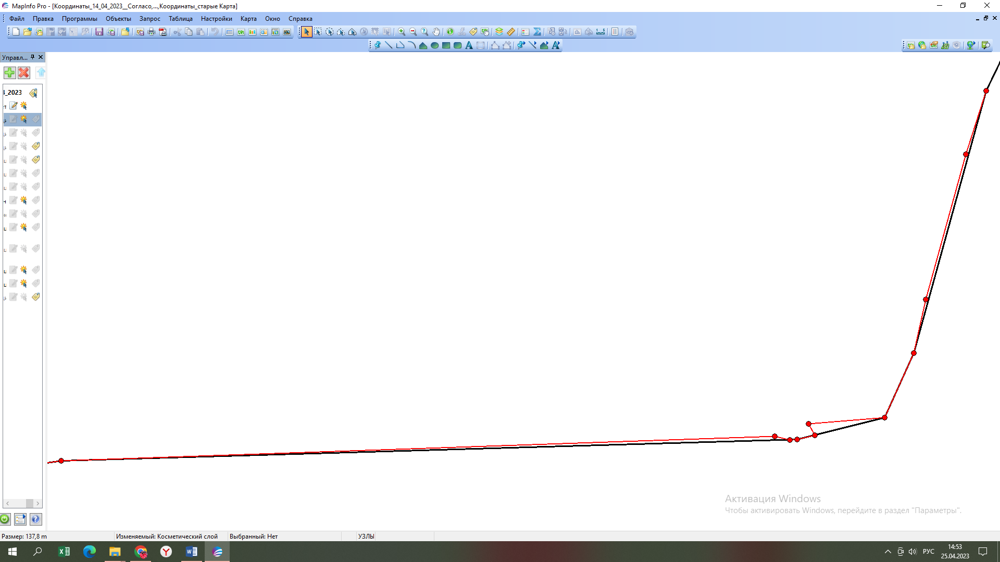 MapInfo Pro - [Координаты_14_04_2023__Согласо,...,Координаты_старые Карта]
Файл Правка Программы Объекты Запрос Таблица Настройки Карта Окно Справка
Управл...
4_2023
Активация Windows
Чтобы активировать Windows, перейдите в раздел "Параметры".
Размер: 137,8 m Изменяемый: Косметический слой Выбранный: Нет УЗЛЫ
РУС
14:53
25.04.2023